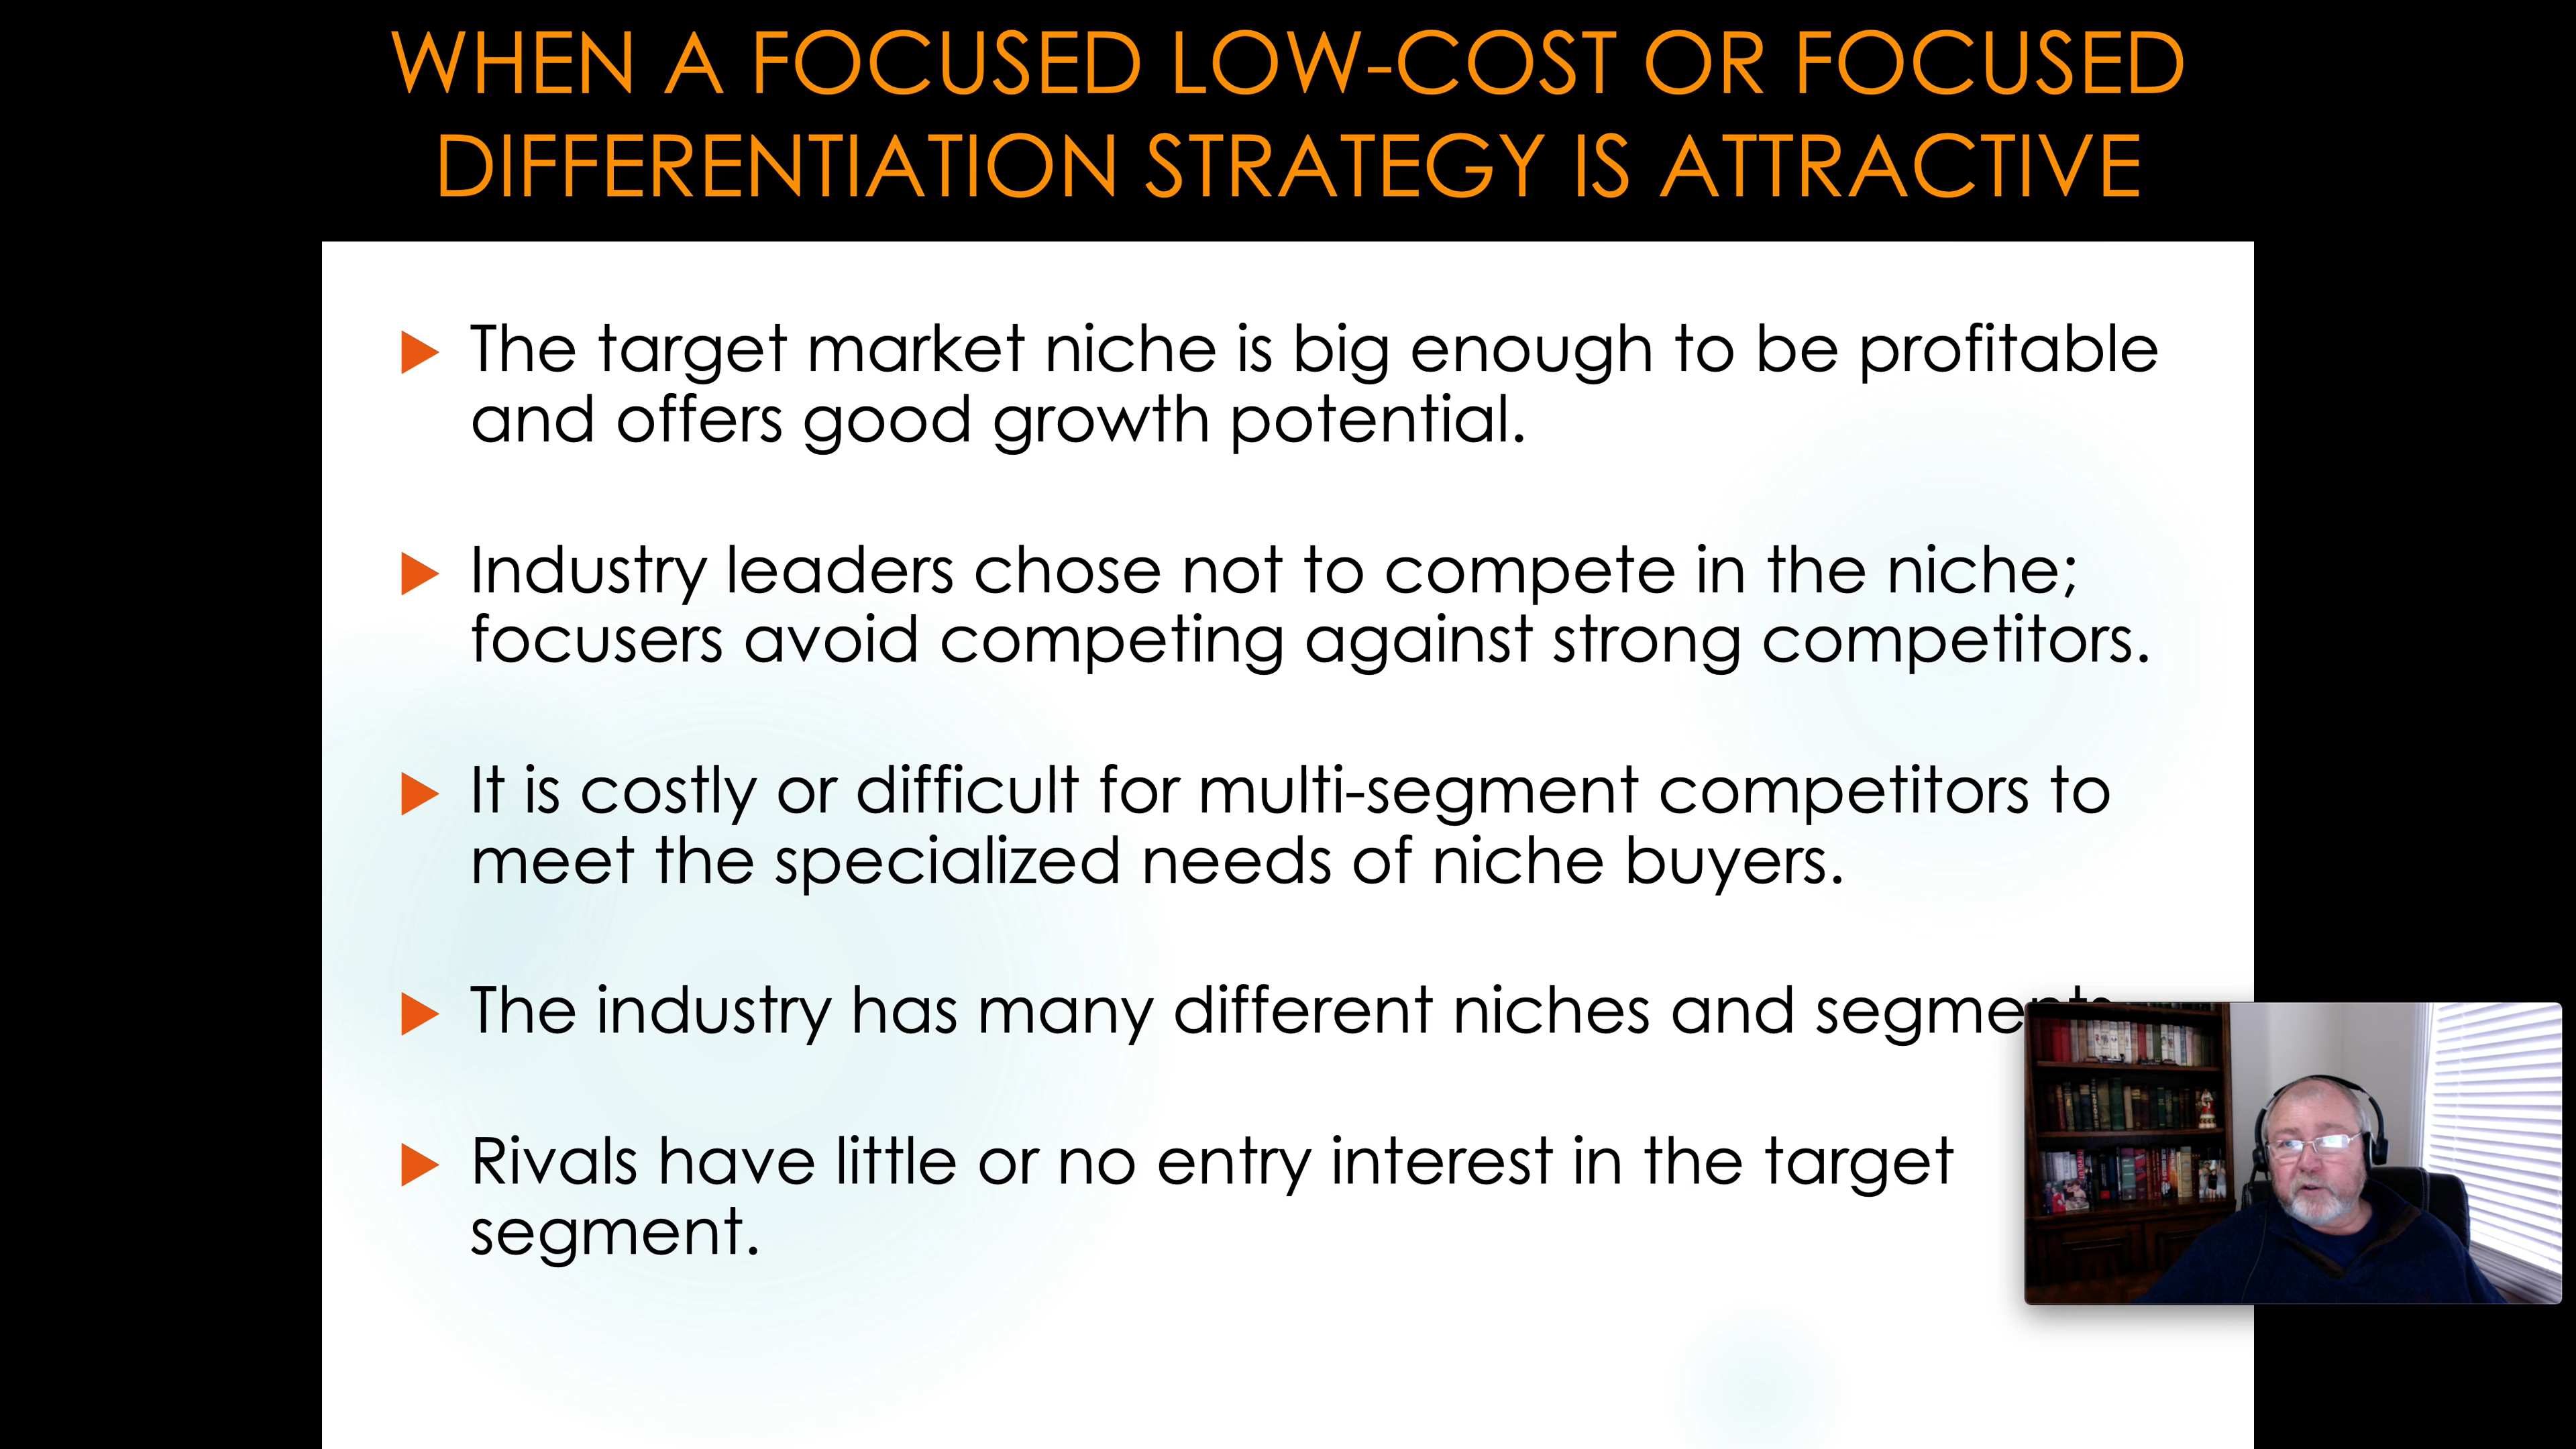 WHEN A FOCUSED LOW-COST OR FOCUSED
DIFFERENTIATION STRATEGY IS ATTRACTIVE
The target market niche is big enough to be profitable
and offers good growth potential.
Industry leaders chose not to compete in the niche;
focusers avoid competing against strong competitors.
It is costly or difficult for multi-segment competitors to
meet the specialized needs of niche buyers.
The industry has many different niches and segments
Rivals have little or no entry interest in the target
segment.